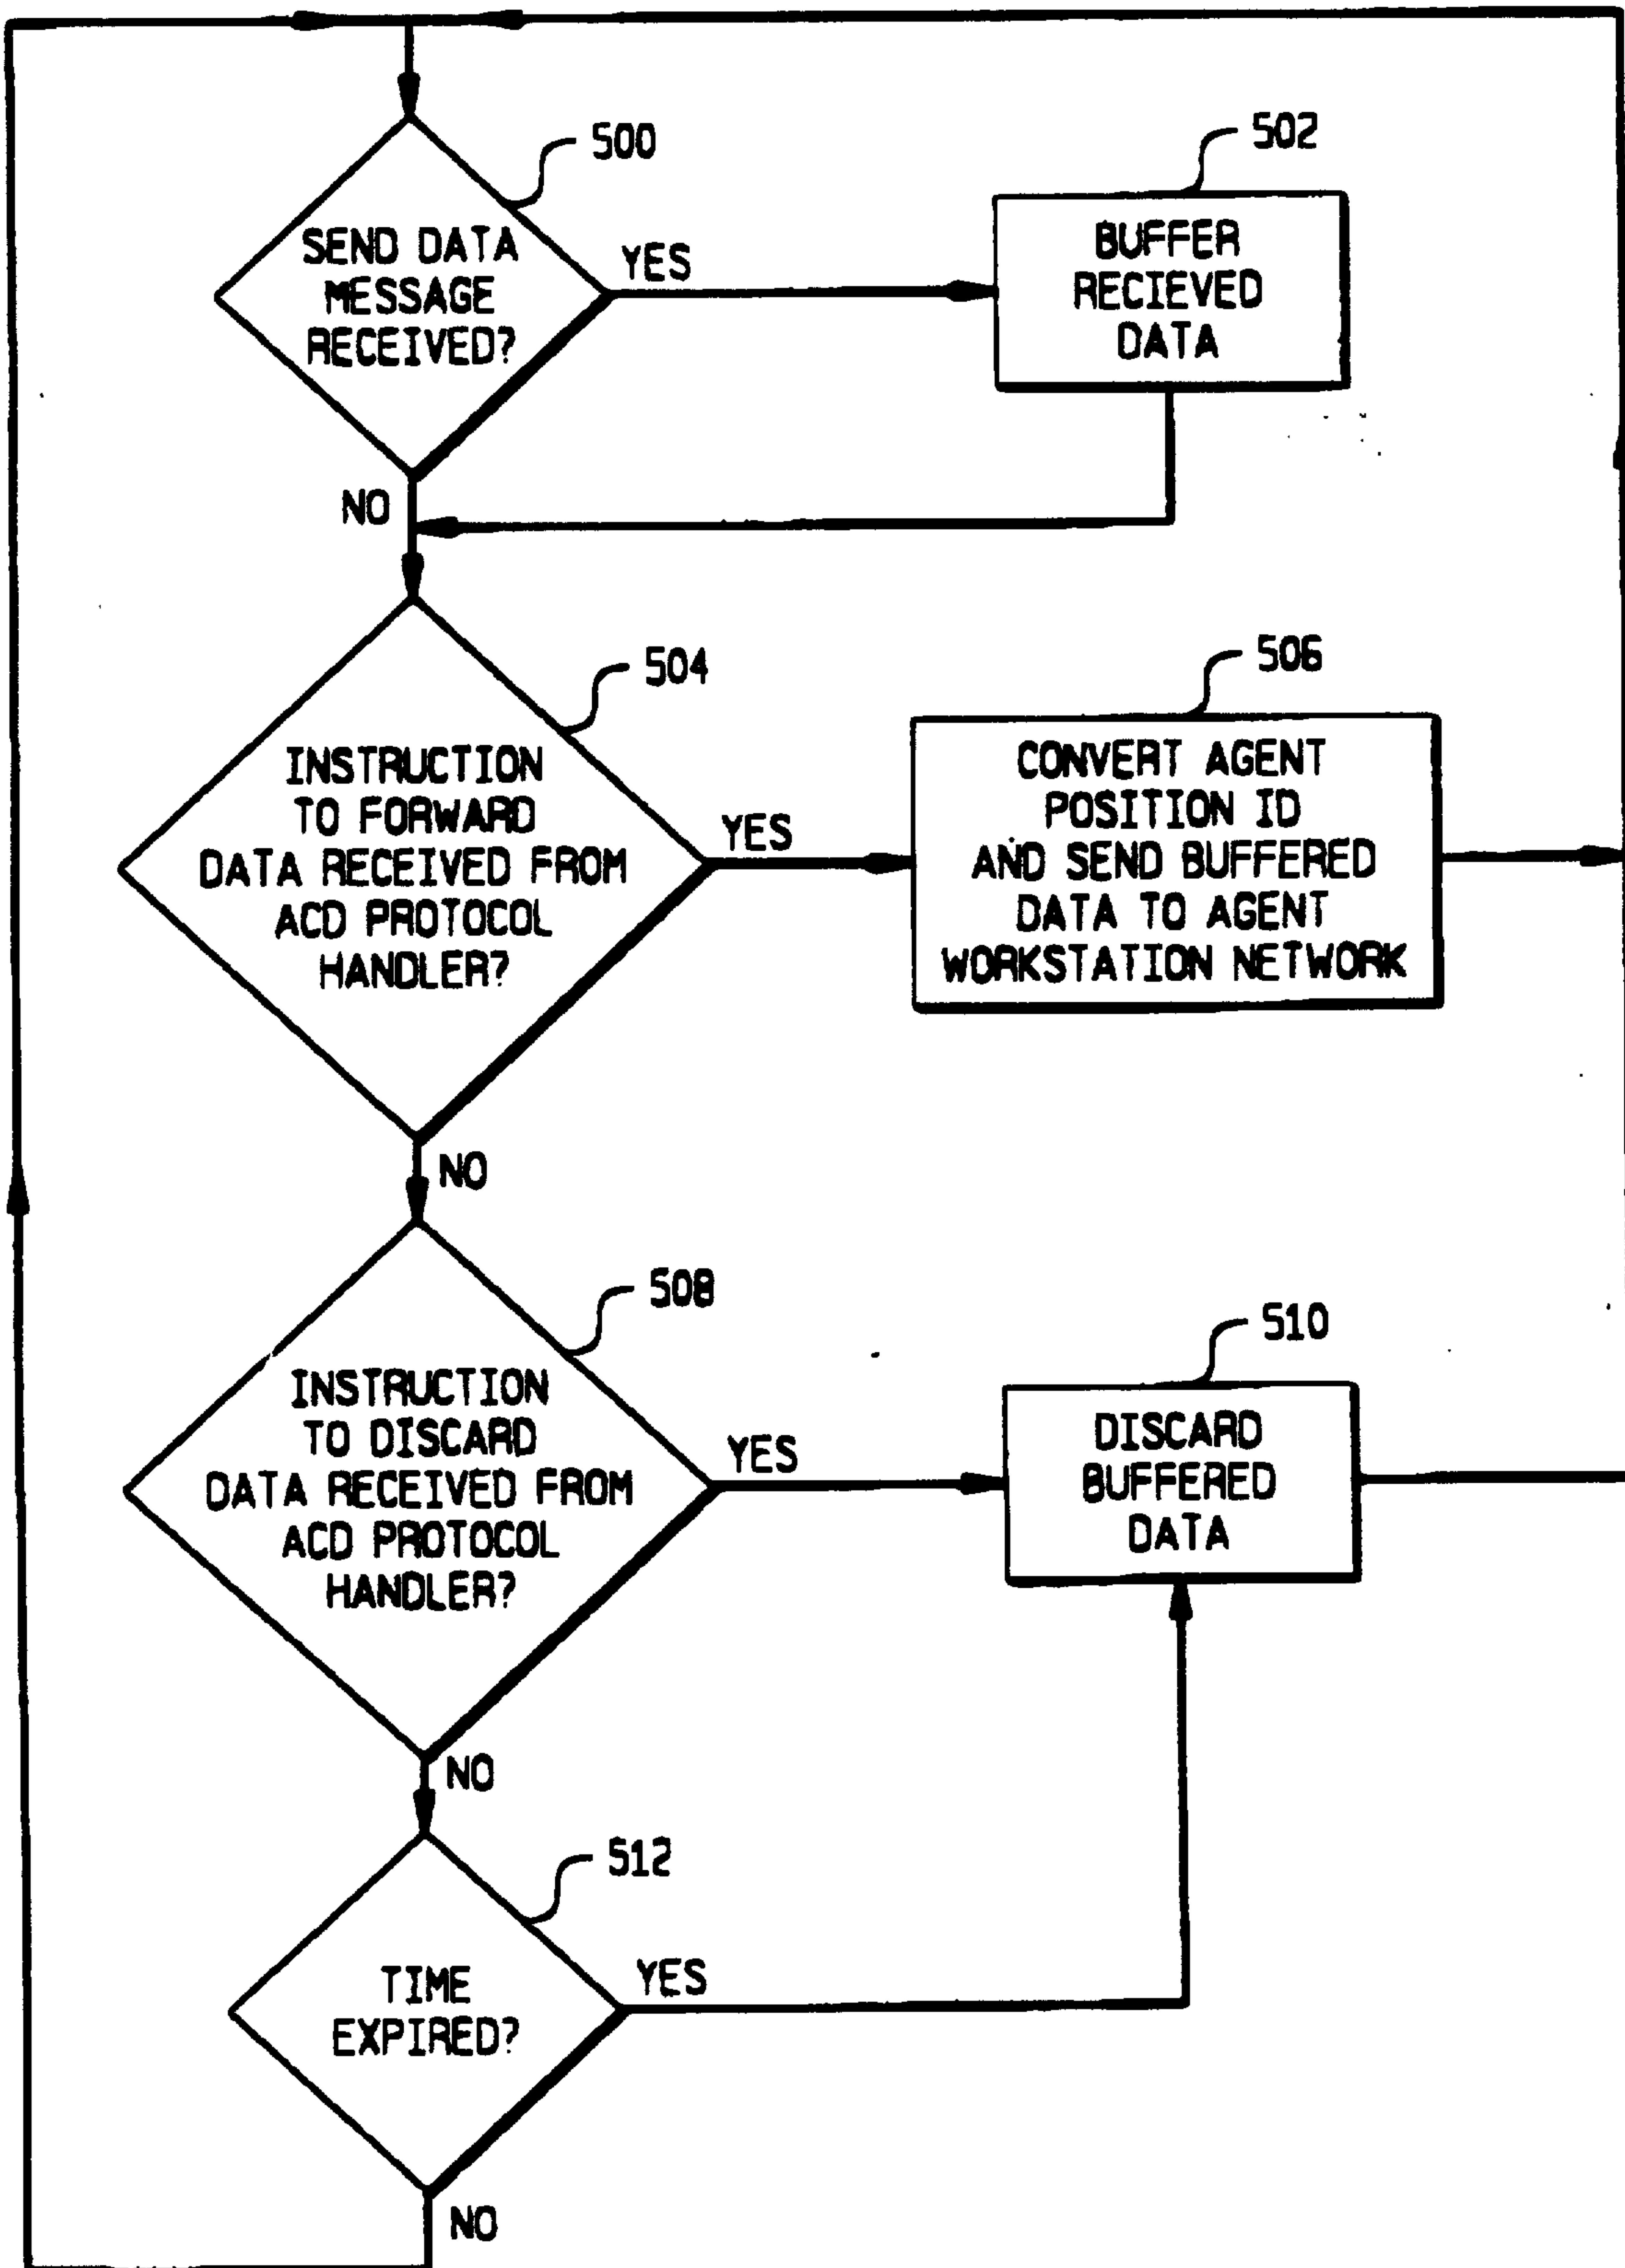 500
SEND DATA
MESSAGE
RECEIVED?
YES
502
BUFFER
RECIEVED
DATA
NO
504
INSTRUCTION
TO FORWARD
DATA RECEIVED FROM
ACD PROTOCOL
HANDLER?
YES
506
CONVERT AGENT
POSITION ID
AND SEND BUFFERED
DATA TO AGENT
WORKSTATION NETWORK
NO
508
INSTRUCTION
TO DISCARD
DATA RECEIVED FROM
ACD PROTOCOL
HANDLER?
YES
510
DISCARD
BUFFERED
DATA
NO
512
TIME
EXPIRED?
YES
NO